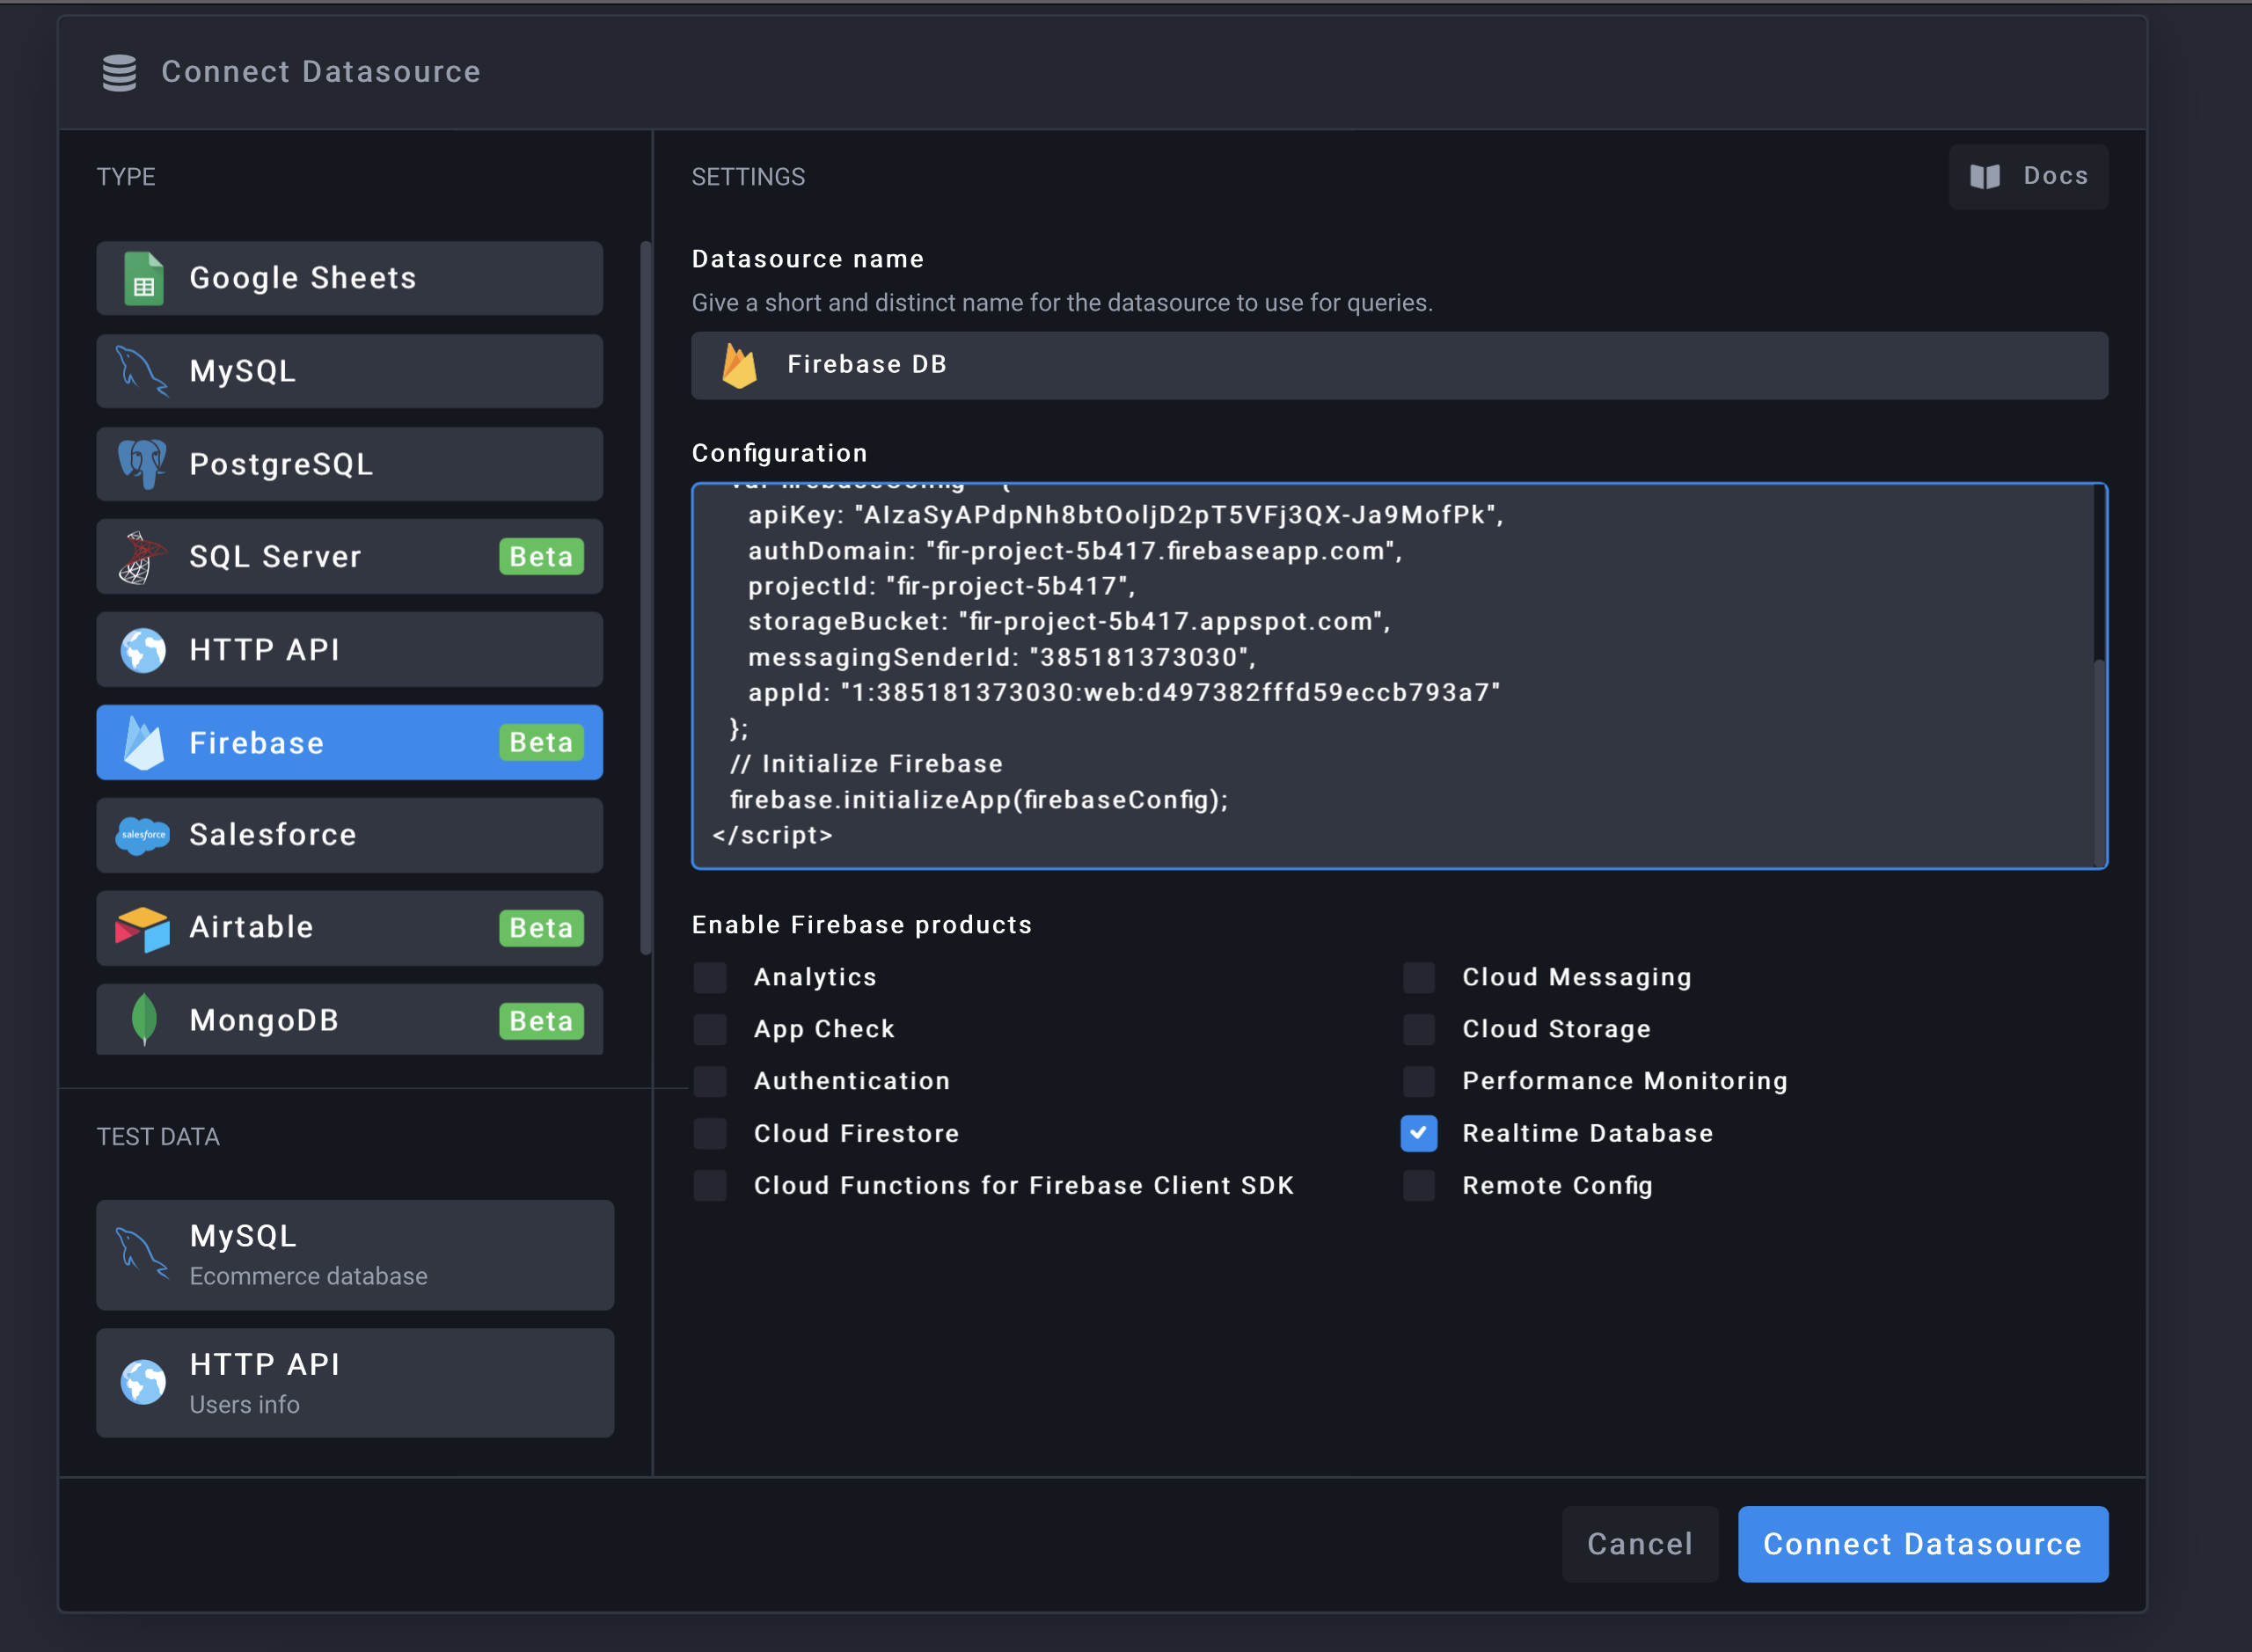 Connect Datasource
TYPE
Google Sheets
MySQL
PostgreSQL
SQL Server Beta
HTTP API
Firebase Beta
salesforce Salesforce
Airtable Beta
MongoDB Beta
TEST DATA
MySQL
Ecommerce database
HTTP API
Users info
SETTINGS
Docs
Datasource name
Give a short and distinct name for the datasource to use for queries.
Firebase DB
Configuration
var firebaseConfig = {
apiKey: "AIzaSyAPdpNh8btOoljD2pT5VFj3QX-Ja9MofPk",
authDomain: "fir-project-5b417.firebaseapp.com",
projectId: "fir-project-5b417",
storageBucket: "fir-project-5b417.appspot.com",
messagingSenderId: "385181373030",
appId: "1:385181373030:web:d497382fffd59eccb793a7"
};
// Initialize Firebase
firebase.initializeApp(firebaseConfig);
</script>
Enable Firebase products
Analytics
App Check
Authentication
Cloud Firestore
Cloud Functions for Firebase Client SDK
Cloud Messaging
Cloud Storage
Performance Monitoring
Realtime Database
Remote Config
Cancel
Connect Datasource